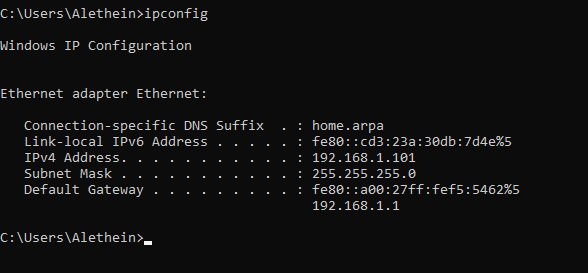 C:\Users\Alethein>ipconfig
Windows IP Configuration
Ethernet adapter Ethernet:
Connection-specific DNS Suffix  . : home.arpa
Link-local IPv6 Address . . . . . : fe80::cd3:23a:30db:7d4e%5
IPv4 Address. . . . . . . . . . . : 192.168.1.101
Subnet Mask . . . . . . . . . . . : 255.255.255.0
Default Gateway . . . . . . . . . : fe80::a00:27ff:fef5:5462%5
192.168.1.1
C:\Users\Alethein>